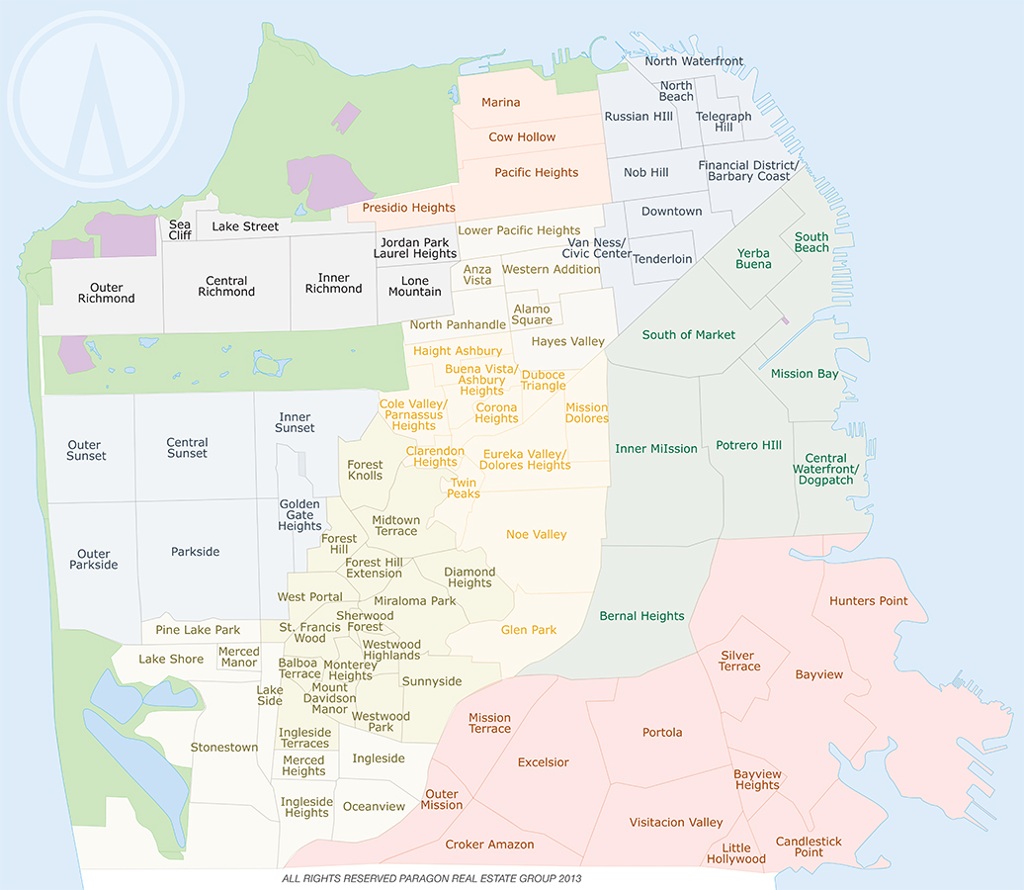 North Waterfront
North
Beach
Marina
Russian HIll
Telegraph
Hill
Cow Hollow
Pacific Heights
Nob Hill
Financial District/
Barbary Coast
Presidio Heights
Downtown
Sea
Cliff
Lake Street
Lower Pacific Heights
Jordan Park
Laurel Heights
Van Ness/
Civic Center
Tenderloin
Yerba
Buena
South
Beach
Outer
Richmond
Central
Richmond
Inner
Richmond
Lone
Mountain
Anza
Vista
Western Addition
Alamo
Square
North Panhandle
Hayes Valley
South of Market
Haight Ashbury
Buena Vista/
Ashbury
Heights
Duboce
Triangle
Mission Bay
Cole Valley/
Parnassus
Heights
Corona
Heights
Mission
Dolores
Outer
Sunset
Central
Sunset
Inner
Sunset
Clarendon
Heights
Eureka Valley/
Dolores Heights
Inner MiIssion
Potrero HIll
Central
Waterfront/
Dogpatch
Forest
Knolls
Twin
Peaks
Golden
Gate
Heights
Midtown
Terrace
Noe Valley
Outer
Parkside
Parkside
Forest
Hill
Forest Hill
Extension
Diamond
Heights
West Portal
Miraloma Park
Hunters Point
Sherwood
Forest
Bernal Heights
Pine Lake Park
St. Francis
Wood
Glen Park
Westwood
Highlands
Lake Shore
Merced
Manor
Balboa
Terrace
Monterey
Heights
Silver
Terrace
Bayview
Sunnyside
Lake
Side
Mount
Davidson
Manor
Westwood
Park
Mission
Terrace
Portola
Stonestown
Ingleside
Terraces
Merced
Heights
Ingleside
Excelsior
Bayview
Heights
Ingleside
Heights
Oceanview
Outer
Mission
Visitacion Valley
Croker Amazon
Little
Hollywood
Candlestick
Point
ALL RIGHTS RESERVED PARAGON REAL ESTATE GROUP 2013